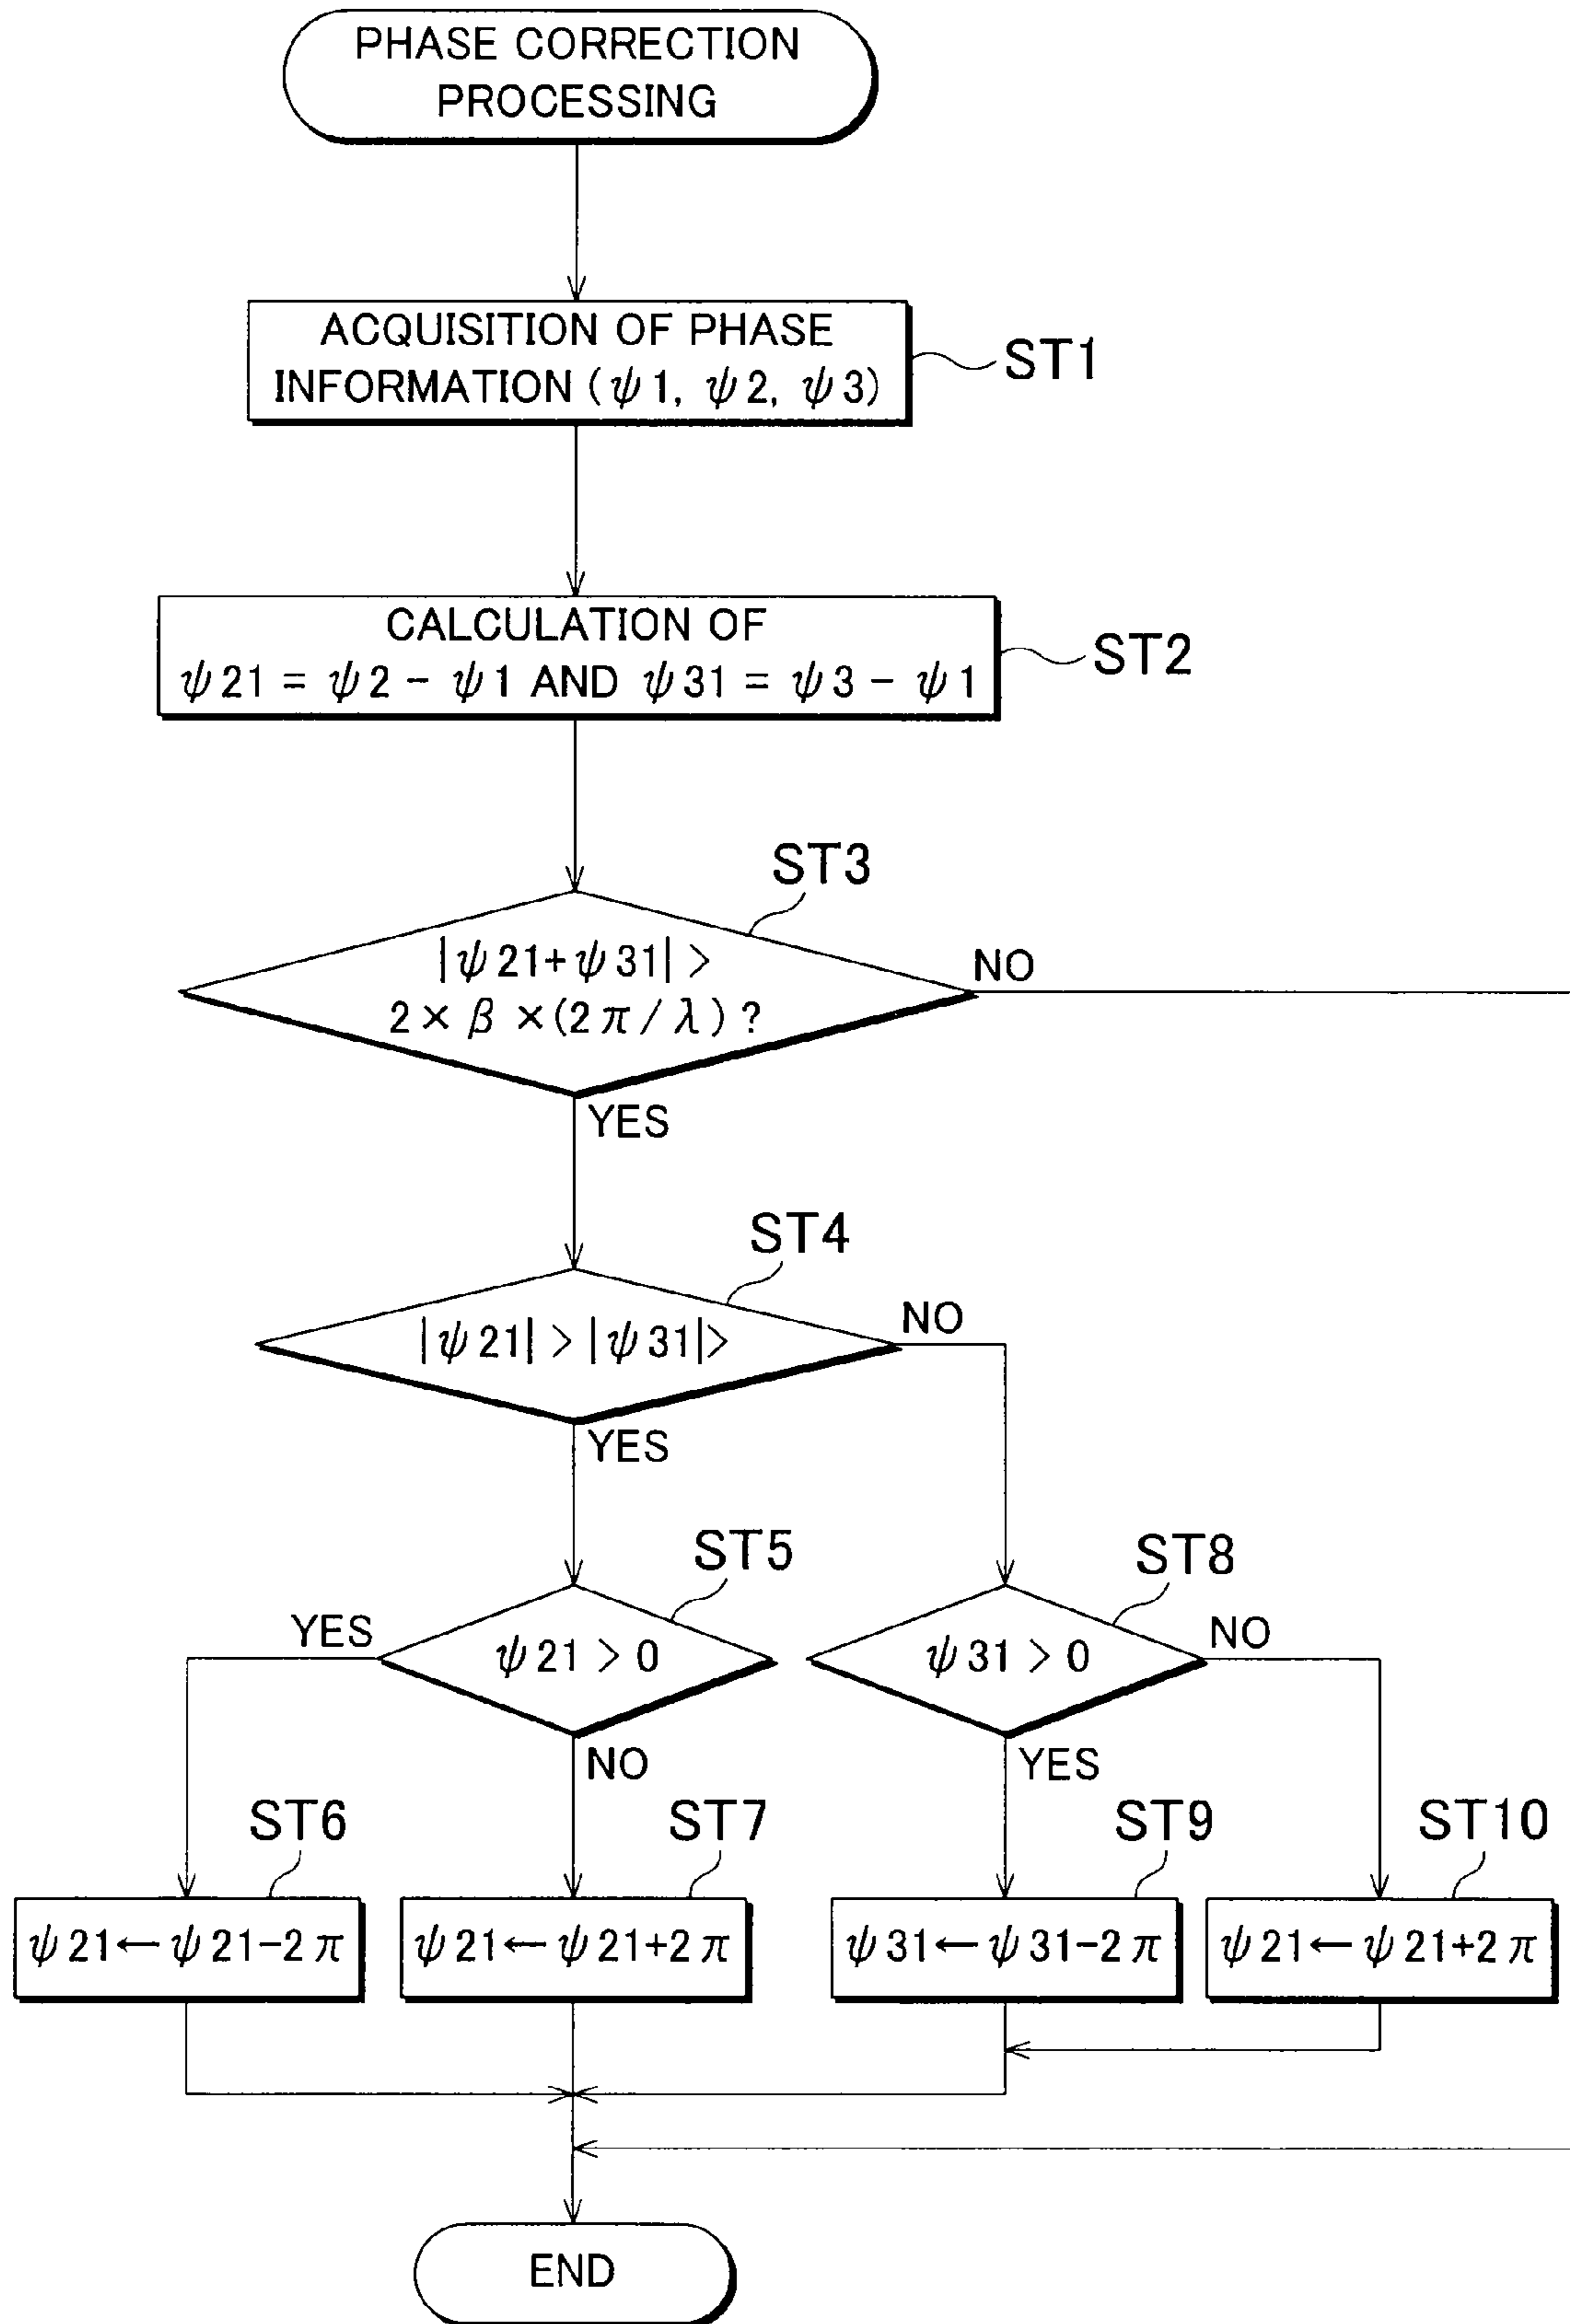 PHASE CORRECTION
PROCESSING
ACQUISITION OF PHASE
INFORMATION (ψ1, ψ2, ψ3)
ST1
CALCULATION OF
ψ21 = ψ2 - ψ1 AND ψ31 = ψ3 - ψ1
ST2
ST3
|ψ21+ψ31| >
2 × β ×(2π/λ) ?
NO
YES
ST4
|ψ21| > |ψ31|>
NO
YES
ST5
ST8
YES
ψ21 > 0
ψ31 > 0
NO
NO
YES
ST6
ST7
ST9
ST10
ψ21← ψ21-2π
ψ21← ψ21+2π
ψ31← ψ31-2π
ψ21← ψ21+2π
END